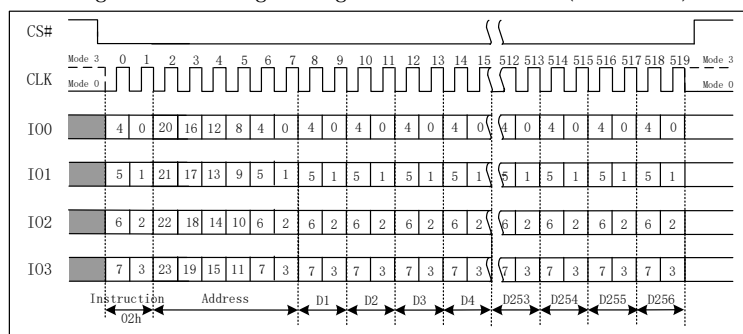 CS#
Mode 3 0 1 2 3 4 5 6 7 8 9 10 11 12 13 14 15 512 513 514 515 516 517 518 519 Mode 3
CLK
Mode 0 Mode 0
IO0 4 0 20 16 12 8 4 0 4 0 4 0 4 0 4 0 4 0 4 0 4 0 4 0
IO1 5 1 21 17 13 9 5 1 5 1 5 1 5 1 5 1 5 1 5 1 5 1 5 1
IO2 6 2 22 18 14 10 6 2 6 2 6 2 6 2 6 2 6 2 6 2 6 2 6 2
IO3 7 3 23 19 15 11 7 3 7 3 7 3 7 3 7 3 7 3 7 3 7 3 7 3
Instruction Address D1 D2 D3 D4 D253 D254 D255 D256
02h